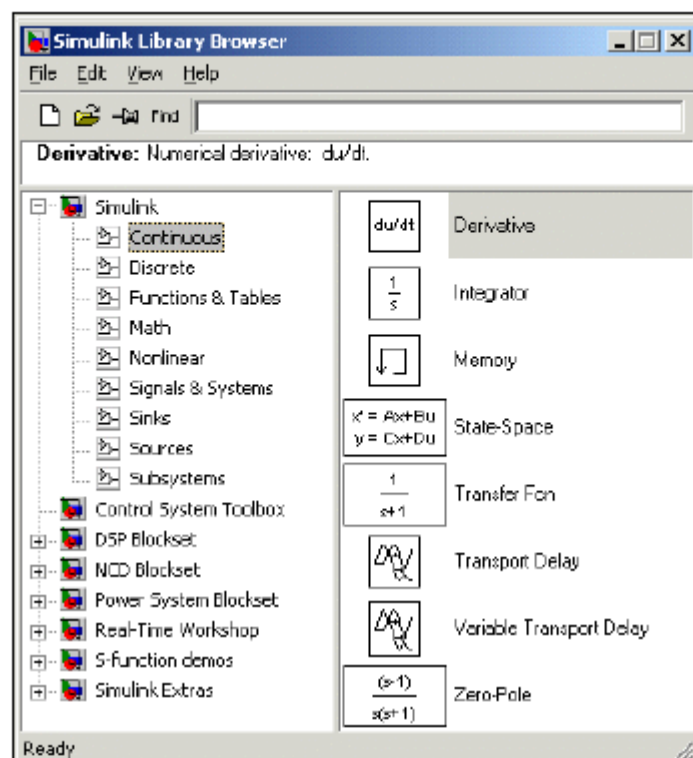 Simulink Library Browser
File Edit View Help
Find
Derivative: Numerical derivative: du/dt.
Simulink
Continuous
Discrete
Functions & Tables
Math
Nonlinear
Signals & Systems
Sinks
Sources
Subsystems
Control System Toolbox
DSP Blockset
NCD Blockset
Power System Blockset
Real-Time Workshop
S-function demos
Simulink Extras
du/dt Derivative
1
s
Integrator
Memory
x' = Ax+Bu
y = Cx+Du
State-Space
1
s+1
Transfer Fcn
Transport Delay
Variable Transport Delay
(s-1)
s(s+1)
Zero-Pole
Ready